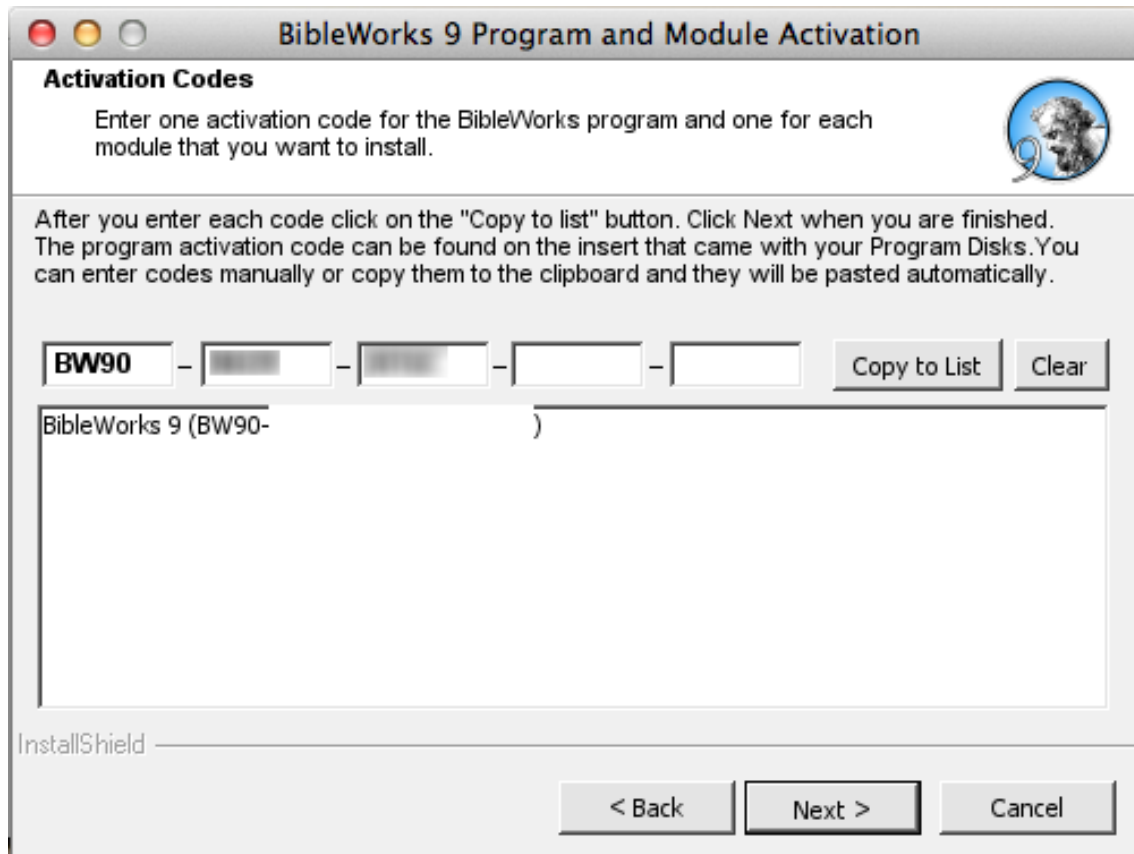 BibleWorks 9 Program and Module Activation
Activation Codes
Enter one activation code for the BibleWorks program and one for each
module that you want to install.
9
After you enter each code click on the "Copy to list" button. Click Next when you are finished.
The program activation code can be found on the insert that came with your Program Disks.You
can enter codes manually or copy them to the clipboard and they will be pasted automatically.
BW90 – – – – Copy to List Clear
BibleWorks 9 (BW90- )
InstallShield
< Back Next > Cancel